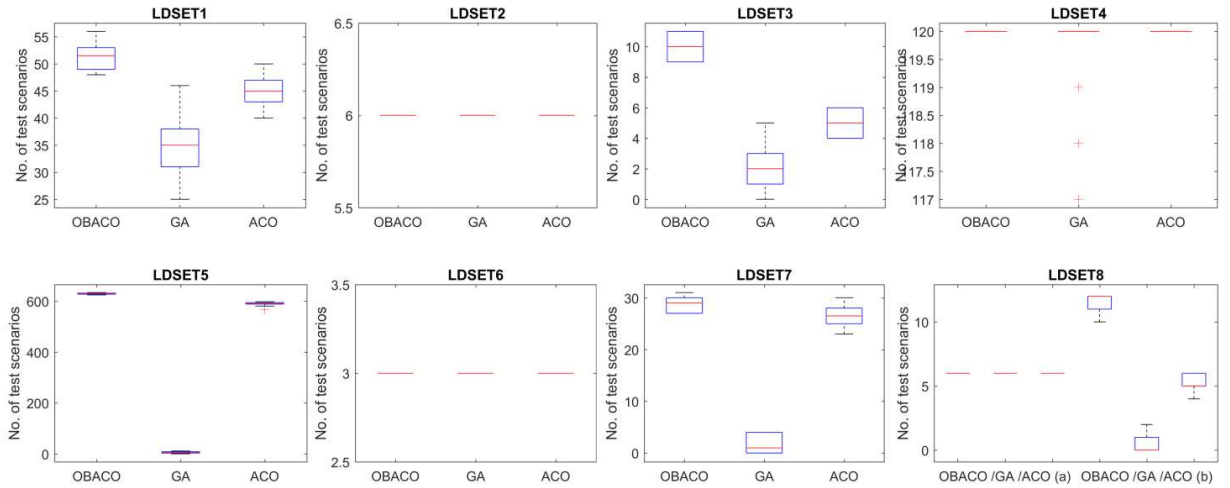 LDSET1
No. of test scenarios
55
50
45
40
35
30
25
OBACO GA ACO
LDSET2
No. of test scenarios
6.5
6
5.5
OBACO GA ACO
LDSET3
No. of test scenarios
10
8
6
4
2
0
OBACO GA ACO
LDSET4
No. of test scenarios
120
119.5
119
118.5
118
117.5
117
OBACO GA ACO
LDSET5
No. of test scenarios
600
400
200
0
OBACO GA ACO
LDSET6
No. of test scenarios
3.5
3
2.5
OBACO GA ACO
LDSET7
No. of test scenarios
30
20
10
0
OBACO GA ACO
LDSET8
No. of test scenarios
10
5
0
OBACO /GA /ACO (a) OBACO /GA /ACO (b)